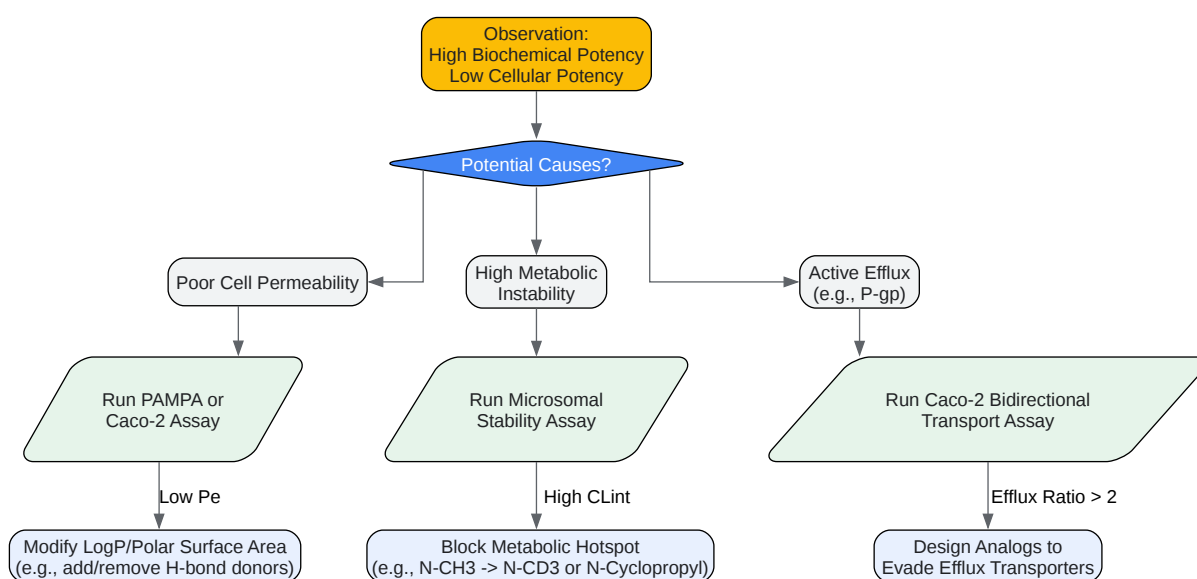 Observation:
High Biochemical Potency
Low Cellular Potency
Potential Causes?
Poor Cell Permeability
High Metabolic
Instability
Active Efflux
(e.g., P-gp)
Run PAMPA or
Caco-2 Assay
Run Microsomal
Stability Assay
Run Caco-2 Bidirectional
Transport Assay
Low Pe
High CLint
Efflux Ratio > 2
Modify LogP/Polar Surface Area
(e.g., add/remove H-bond donors)
Block Metabolic Hotspot
(e.g., N-CH3 -> N-CD3 or N-Cyclopropyl)
Design Analogs to
Evade Efflux Transporters